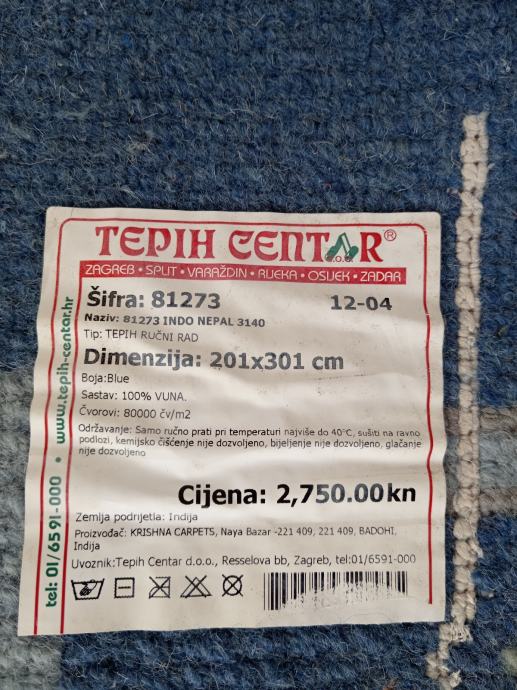 TEPIH CENTAR®
d.o.o.
ZAGREB • SPLIT • VARAŽDIN • RIJEKA • OSIJEK • ZADAR
Šifra: 81273 12-04
Naziv: 81273 INDO NEPAL 3140
Tip: TEPIH RUČNI RAD
Dimenzija: 201x301 cm
Boja:Blue
Sastav: 100% VUNA.
Čvorovi: 80000 čv/m2
Održavanje: Samo ručno prati pri temperaturi najviše do 40°C, sušiti na ravno
podlozi, kemijsko čišćenje nije dozvoljeno, bijeljenje nije dozvoljeno, glačanje
nije dozvoljeno
Cijena: 2,750.00kn
Zemlja podrijetla: Indija
Proizvođač: KRISHNA CARPETS, Naya Bazar -221 409, 221 409, BADOHI,
Indija
Uvoznik:Tepih Centar d.o.o., Resselova bb, Zagreb, tel:01/6591-000
tel: 01/6591-000 • www.tepih-centar.hr